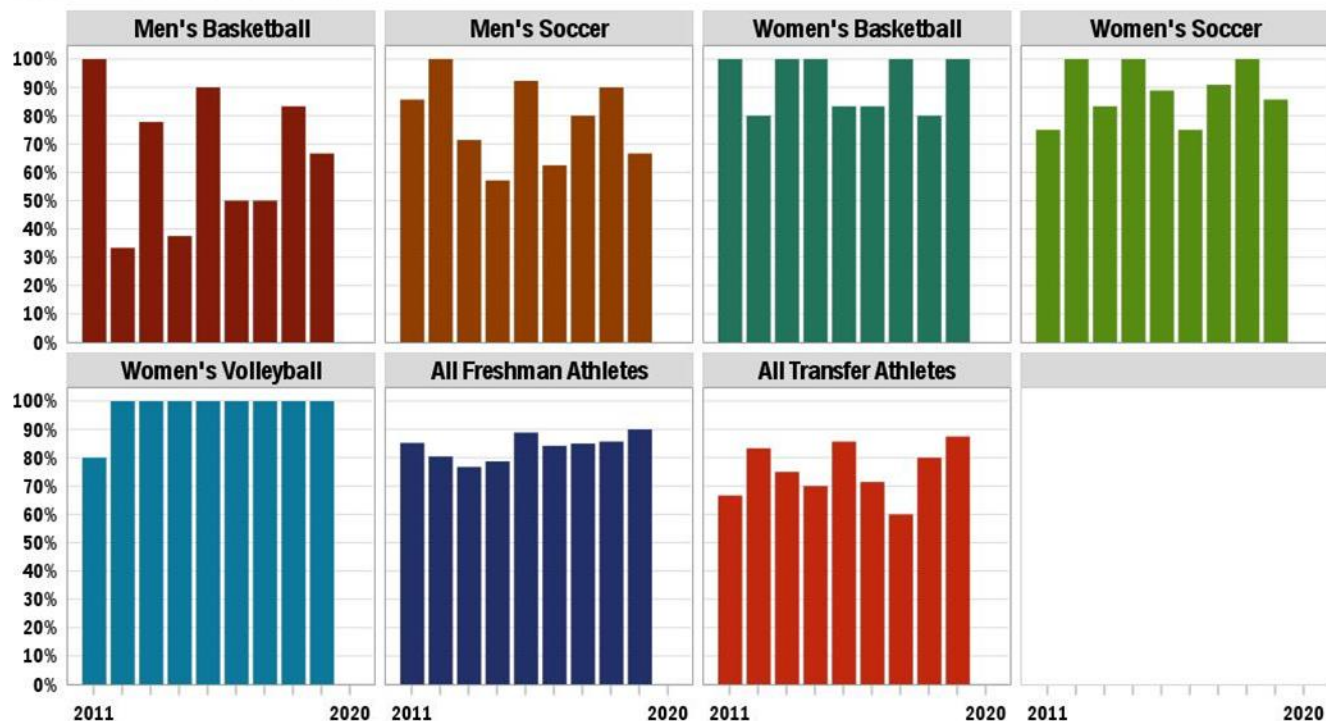 Men's Basketball
Men's Soccer
Women's Basketball
Women's Soccer
100%
90%
80%
70%
60%
50%
40%
30%
20%
10%
0%
Women's Volleyball
All Freshman Athletes
All Transfer Athletes
100%
90%
80%
70%
60%
50%
40%
30%
20%
10%
0%
2011 2020 2011 2020 2011 2020 2011 2020